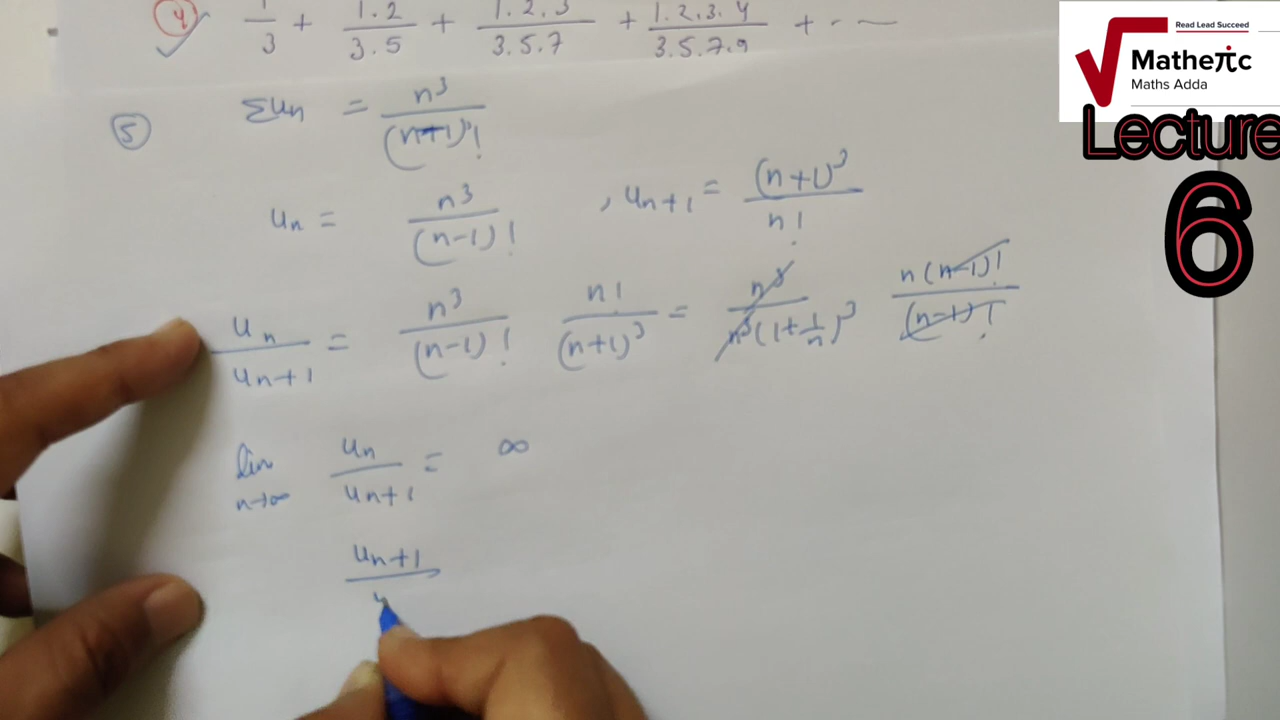 4 1/3 + 1.2/3.5 + 1.2.3/3.5.7 + 1.2.3.4/3.5.7.9 + ...
Read Lead Succeed
Matheπc
Maths Adda
Lecture
6
5 Σun = n³/(n-1)!
un = n³/(n-1)! , un+1 = (n+1)³/n!
un/un+1 = n³/(n-1)! n!/(n+1)³ = n³/n³(1+1/n)³ n(n-1)!/(n-1)!
lim n→∞ un/un+1 = ∞
un+1